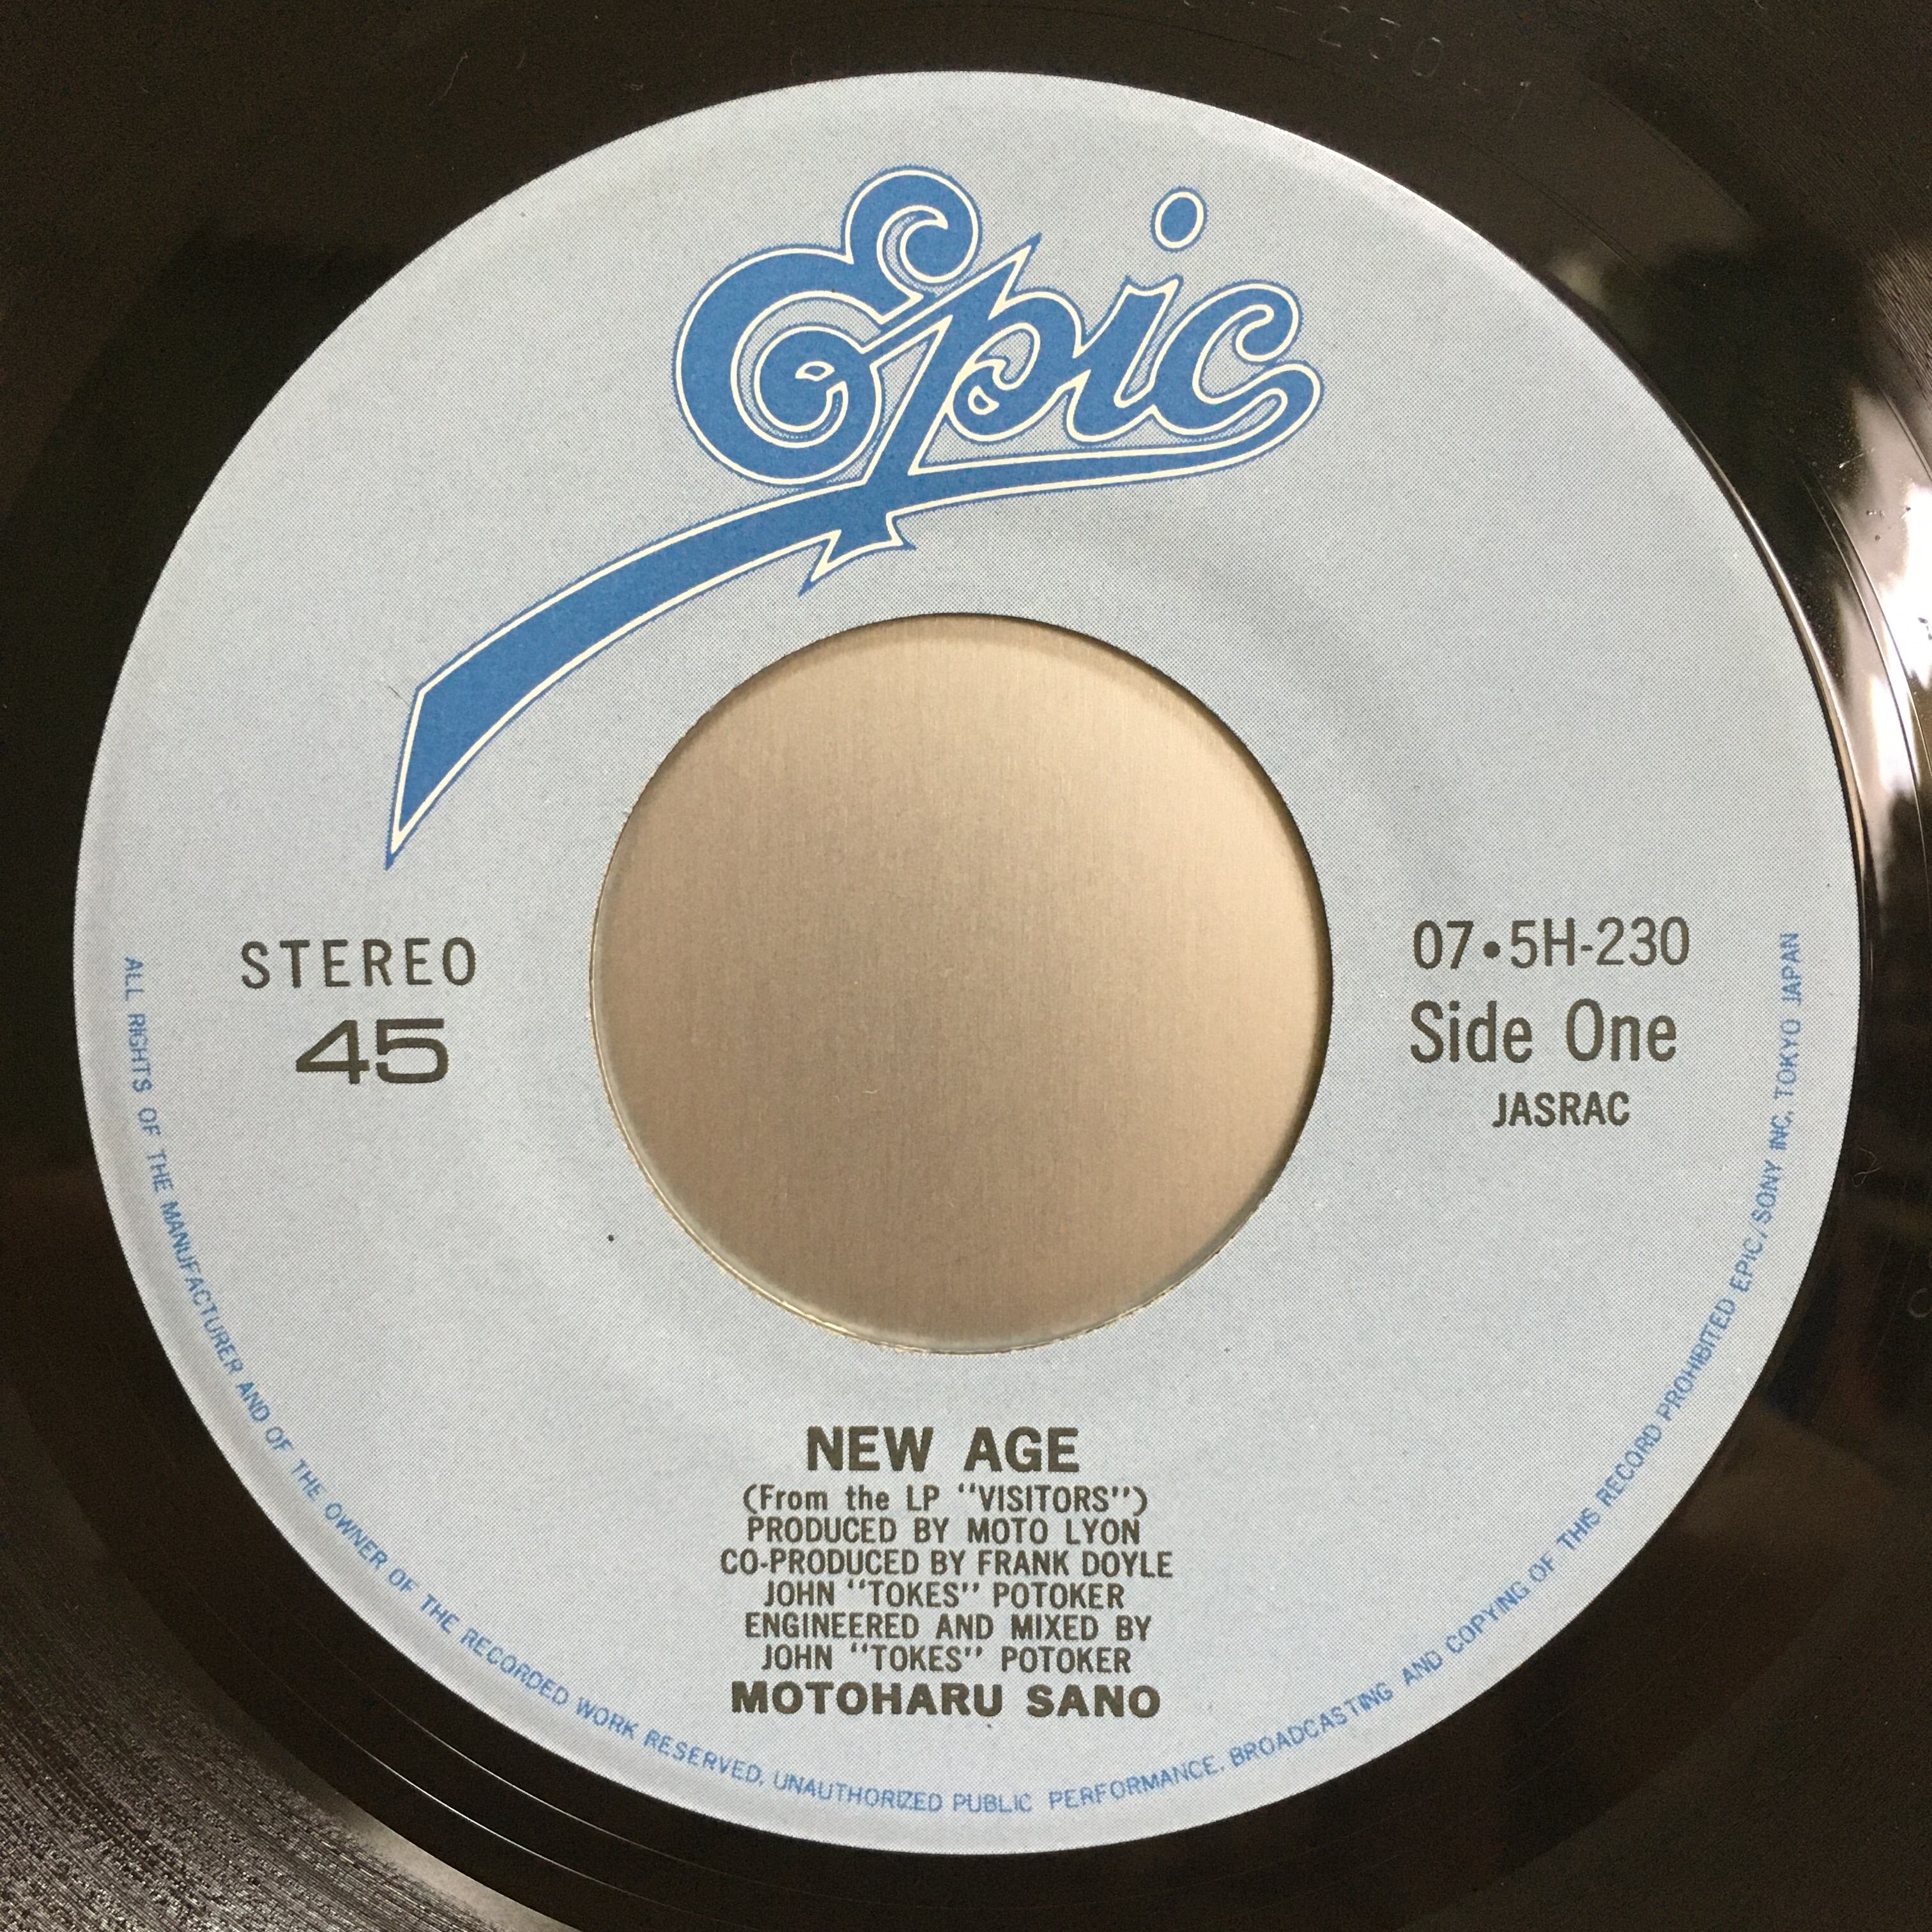 Epic
STEREO
45
07•5H-230
Side One
JASRAC
NEW AGE
(From the LP "VISITORS")
PRODUCED BY MOTO LYON
CO-PRODUCED BY FRANK DOYLE
JOHN "TOKES" POTOKER
ENGINEERED AND MIXED BY
JOHN "TOKES" POTOKER
MOTOHARU SANO
ALL RIGHTS OF THE MANUFACTURER AND OF THE OWNER OF THE RECORDED WORK RESERVED, UNAUTHORIZED PUBLIC PERFORMANCE, BROADCASTING AND COPYING OF THIS RECORD PROHIBITED EPIC/SONY INC. TOKYO JAPAN
230